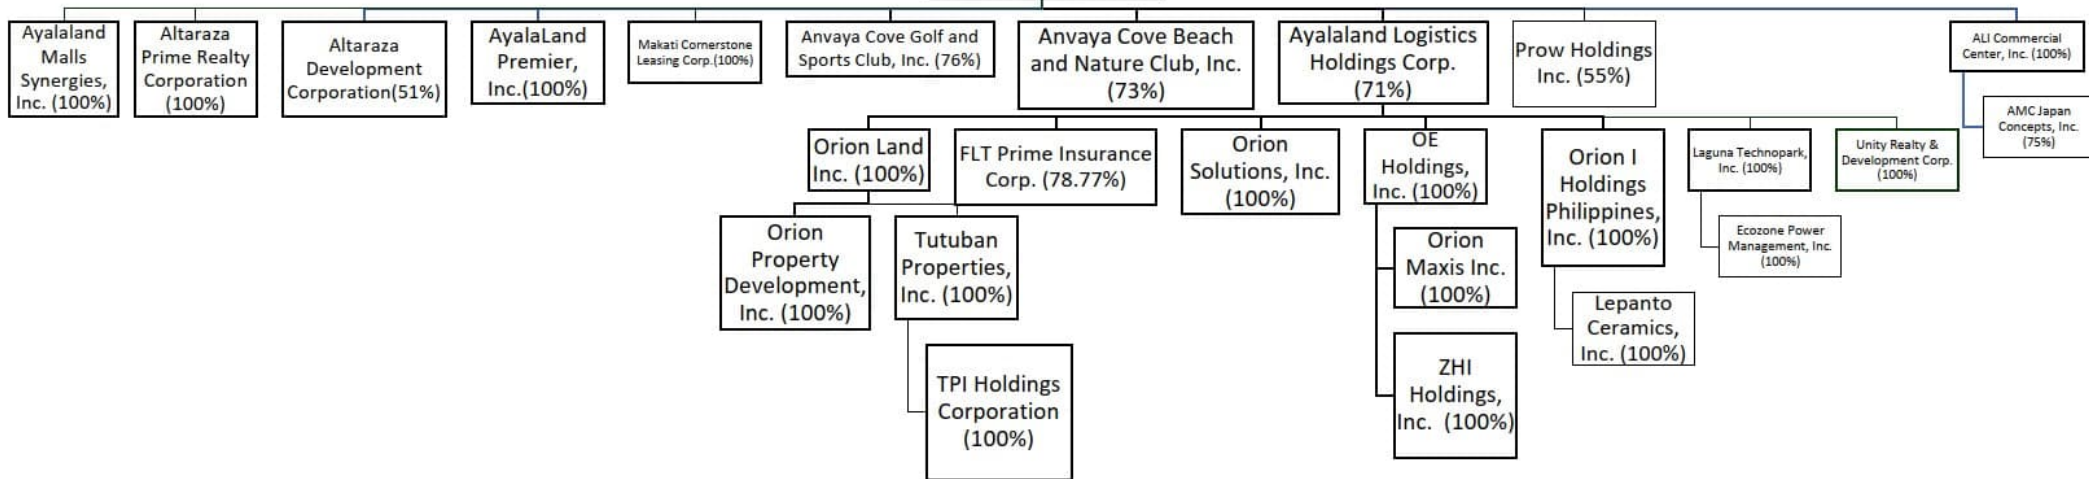 Ayalaland
Malls
Synergies,
Inc. (100%)
Altaraza
Prime Realty
Corporation
(100%)
Altaraza
Development
Corporation(51%)
AyalaLand
Premier,
Inc.(100%)
Makati Cornerstone
Leasing Corp.(100%)
Anvaya Cove Golf and
Sports Club, Inc. (76%)
Anvaya Cove Beach
and Nature Club, Inc.
(73%)
Ayalaland Logistics
Holdings Corp.
(71%)
Prow Holdings
Inc. (55%)
ALI Commercial
Center, Inc. (100%)
AMC Japan
Concepts, Inc.
(75%)
Orion Land
Inc. (100%)
FLT Prime Insurance
Corp. (78.77%)
Orion
Solutions, Inc.
(100%)
OE
Holdings,
Inc. (100%)
Orion I
Holdings
Philippines,
Inc. (100%)
Laguna Technopark,
Inc. (100%)
Unity Realty &
Development Corp.
(100%)
Orion
Property
Development,
Inc. (100%)
Tutuban
Properties,
Inc. (100%)
Orion
Maxis Inc.
(100%)
Ecozone Power
Management, Inc.
(100%)
Lepanto
Ceramics,
Inc. (100%)
TPI Holdings
Corporation
(100%)
ZHI
Holdings,
Inc. (100%)